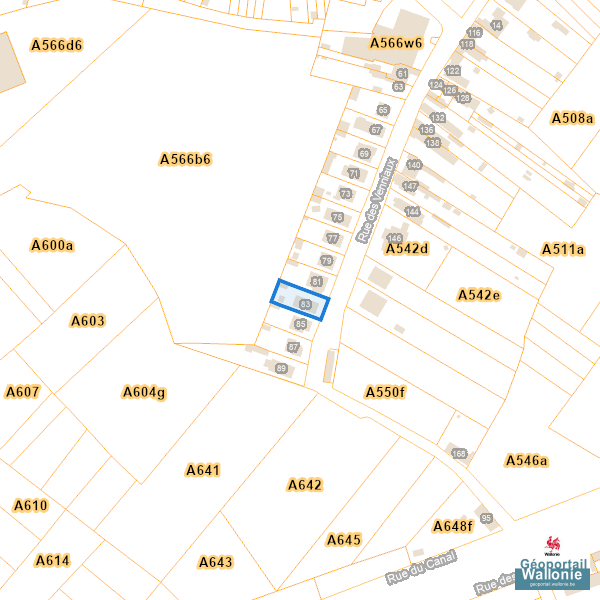 14
116
118
A566d6
A566w6
61
122
63
124
126
128
65
132
A508a
67
136
138
69
A566b6
140
71
147
73
Rue des Venniaux
144
75
77
146
A600a
A542d
A511a
79
81
A542e
83
A603
85
87
89
A607
A604g
A550f
168
A546a
A641
A642
A610
95
A648f
A645
A614
A643
Rue du Canal
Rue des
Wallonie
Géoportail
Wallonie
geoportail.wallonie.be